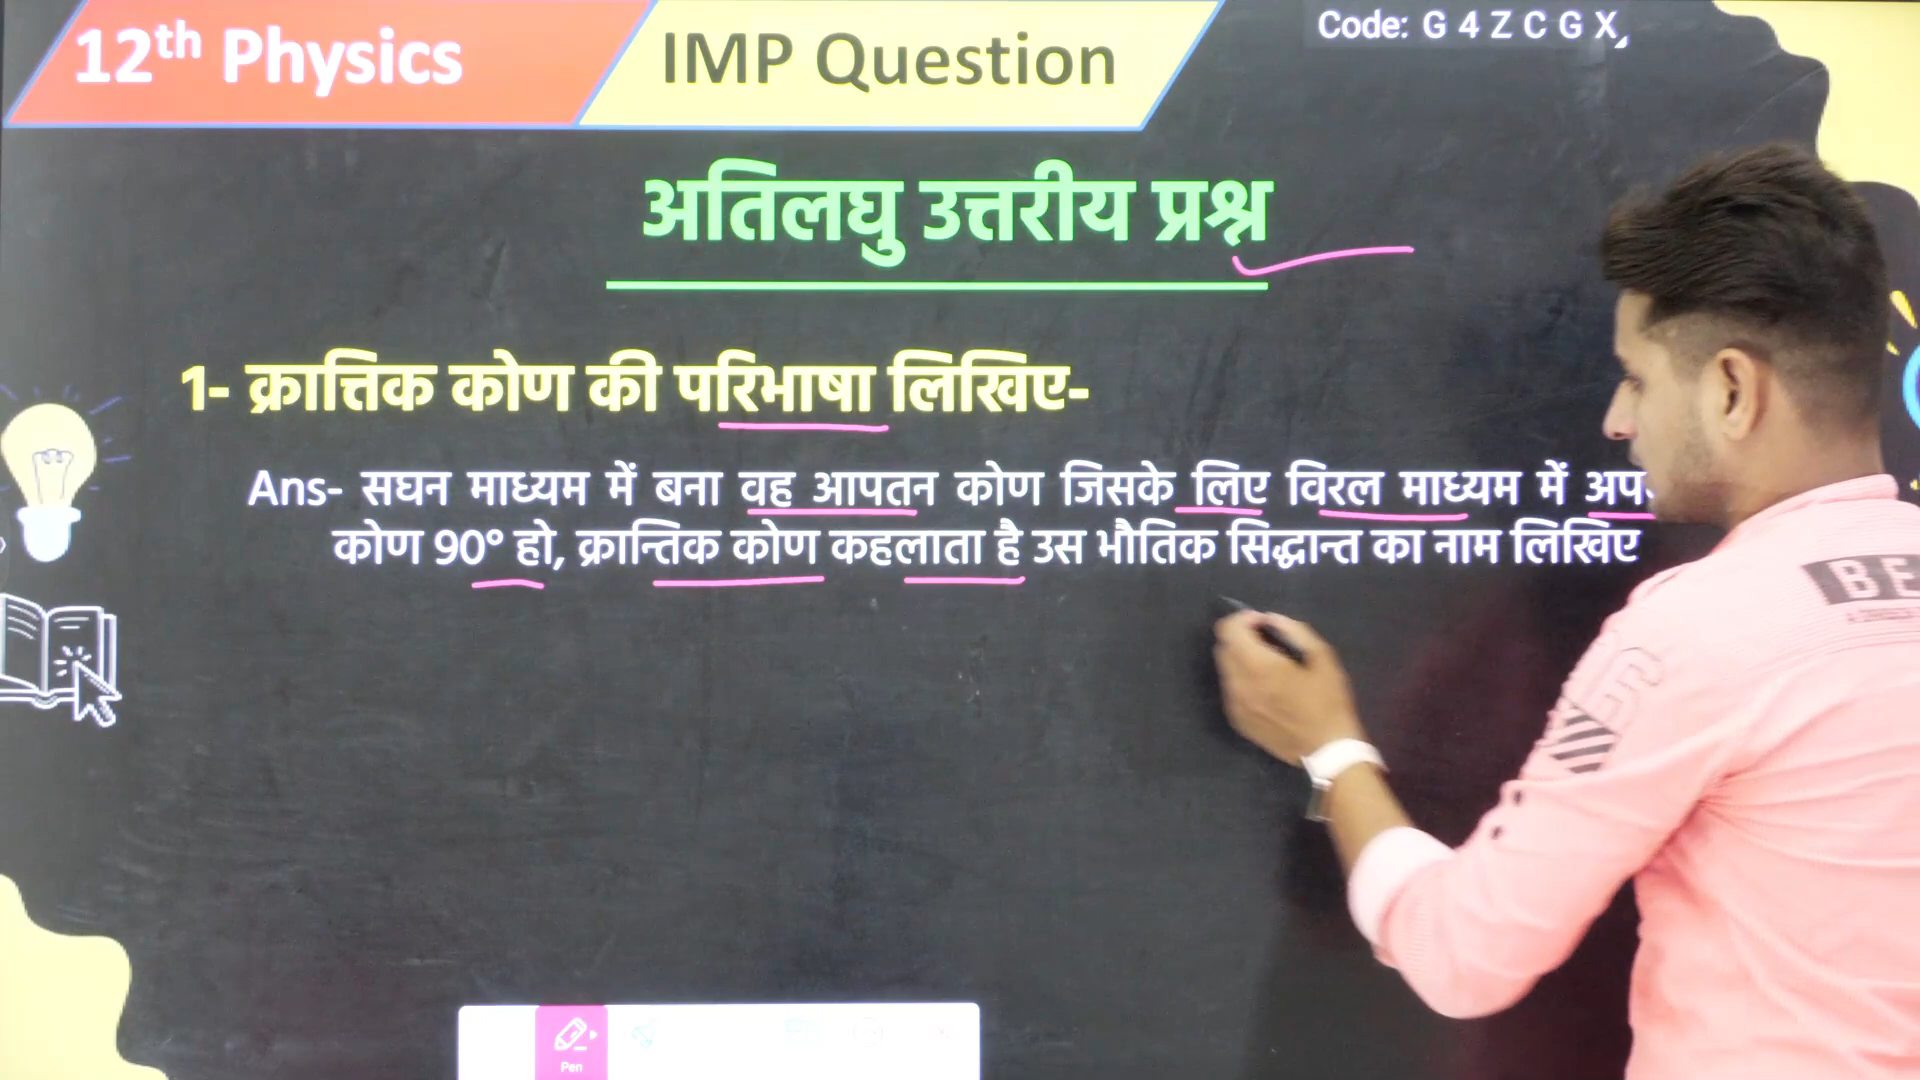 12th Physics
IMP Question
Code: G 4 Z C G X
अतिलघु उत्तरीय प्रश्न
1- क्रात्तिक कोण की परिभाषा लिखिए-
Ans- सघन माध्यम में बना वह आपतन कोण जिसके लिए विरल माध्यम में
कोण 90° हो, क्रान्तिक कोण कहलाता है उस भौतिक सिद्धान्त का नाम लिखिए
BE
Pen